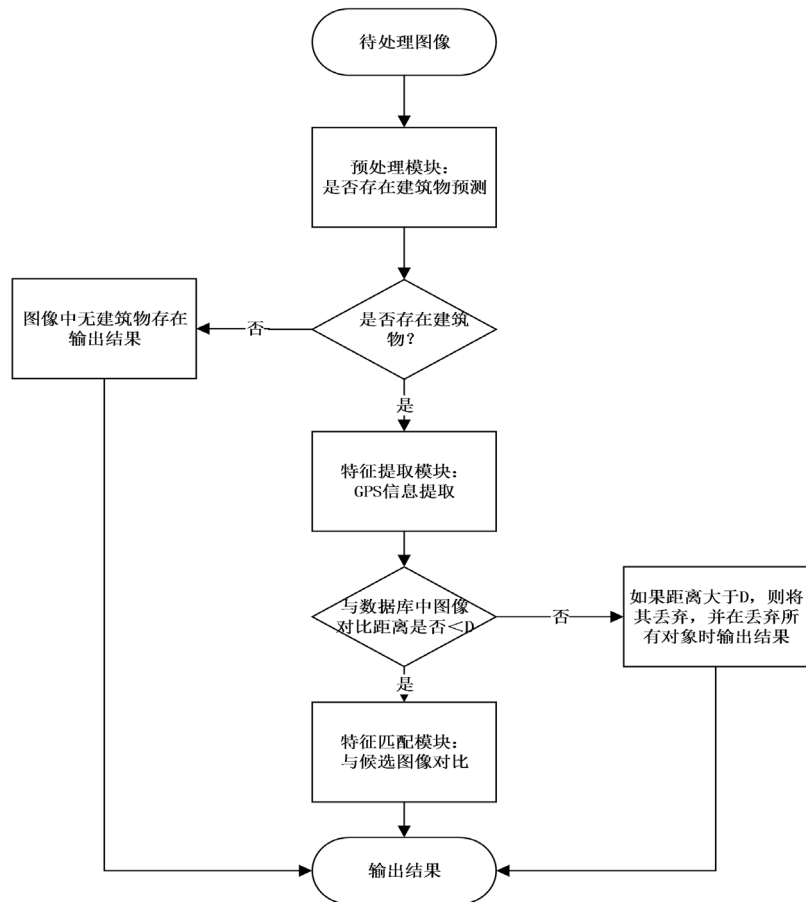 待处理图像
预处理模块：
是否存在建筑物预测
图像中无建筑物存在
输出结果
否
是否存在建筑
物？
是
特征提取模块：
GPS信息提取
与数据库中图像
对比距离是否＜D
否
如果距离大于D，则将
其丢弃，并在丢弃所
有对象时输出结果
是
特征匹配模块：
与候选图像对比
输出结果